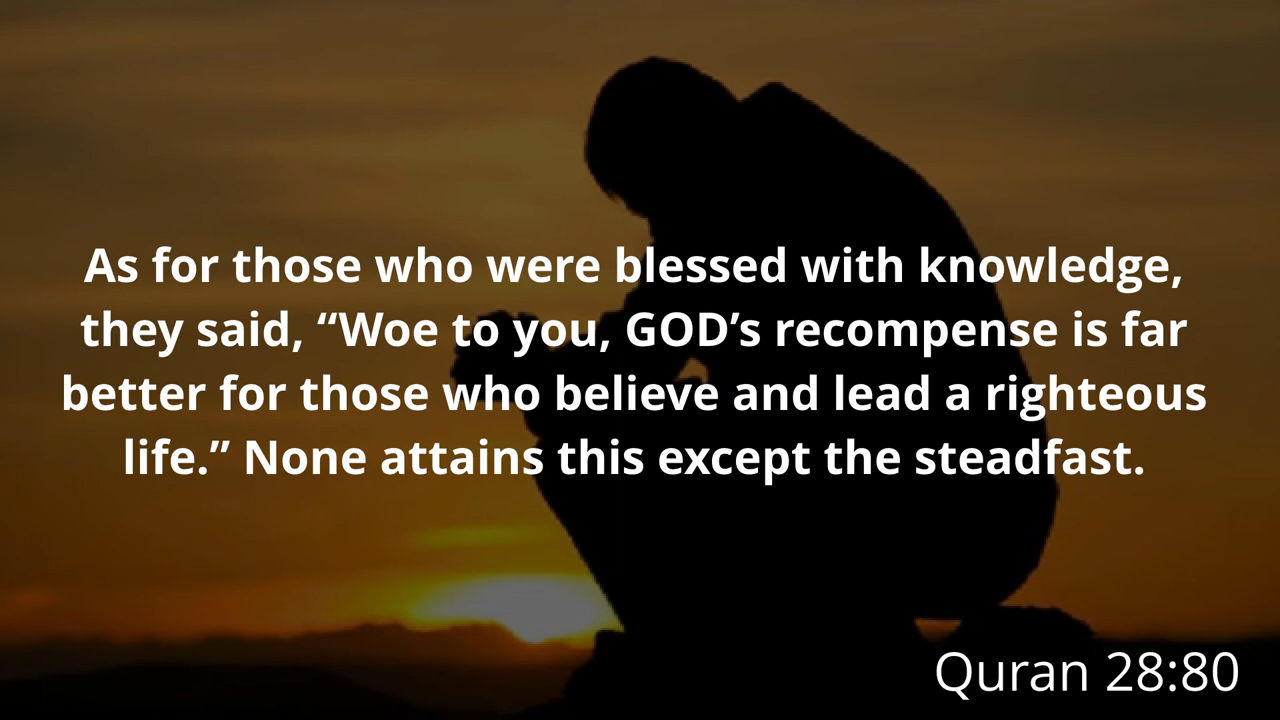 As for those who were blessed with knowledge,
they said, “Woe to you, GOD’s recompense is far
better for those who believe and lead a righteous
life.” None attains this except the steadfast.
Quran 28:80